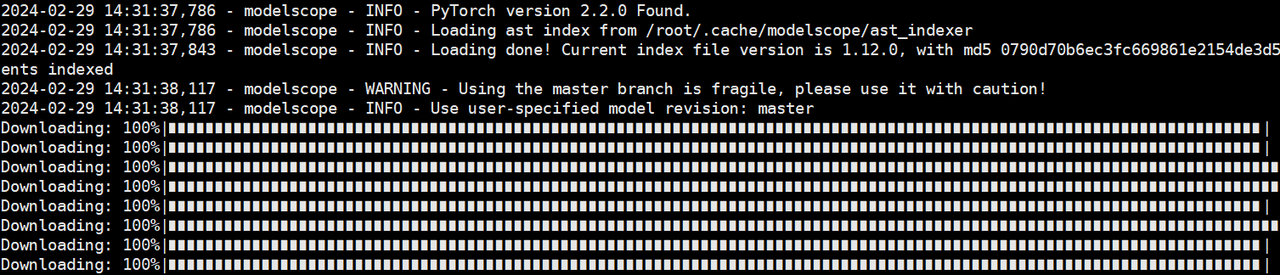 2024-02-29 14:31:37,786 - modelscope - INFO - PyTorch version 2.2.0 Found.
2024-02-29 14:31:37,786 - modelscope - INFO - Loading ast index from /root/.cache/modelscope/ast_indexer
2024-02-29 14:31:37,843 - modelscope - INFO - Loading done! Current index file version is 1.12.0, with md5 0790d70b6ec3fc669861e2154de3d5
ents indexed
2024-02-29 14:31:38,117 - modelscope - WARNING - Using the master branch is fragile, please use it with caution!
2024-02-29 14:31:38,117 - modelscope - INFO - Use user-specified model revision: master
Downloading: 100%
Downloading: 100%
Downloading: 100%
Downloading: 100%
Downloading: 100%
Downloading: 100%
Downloading: 100%
Downloading: 100%